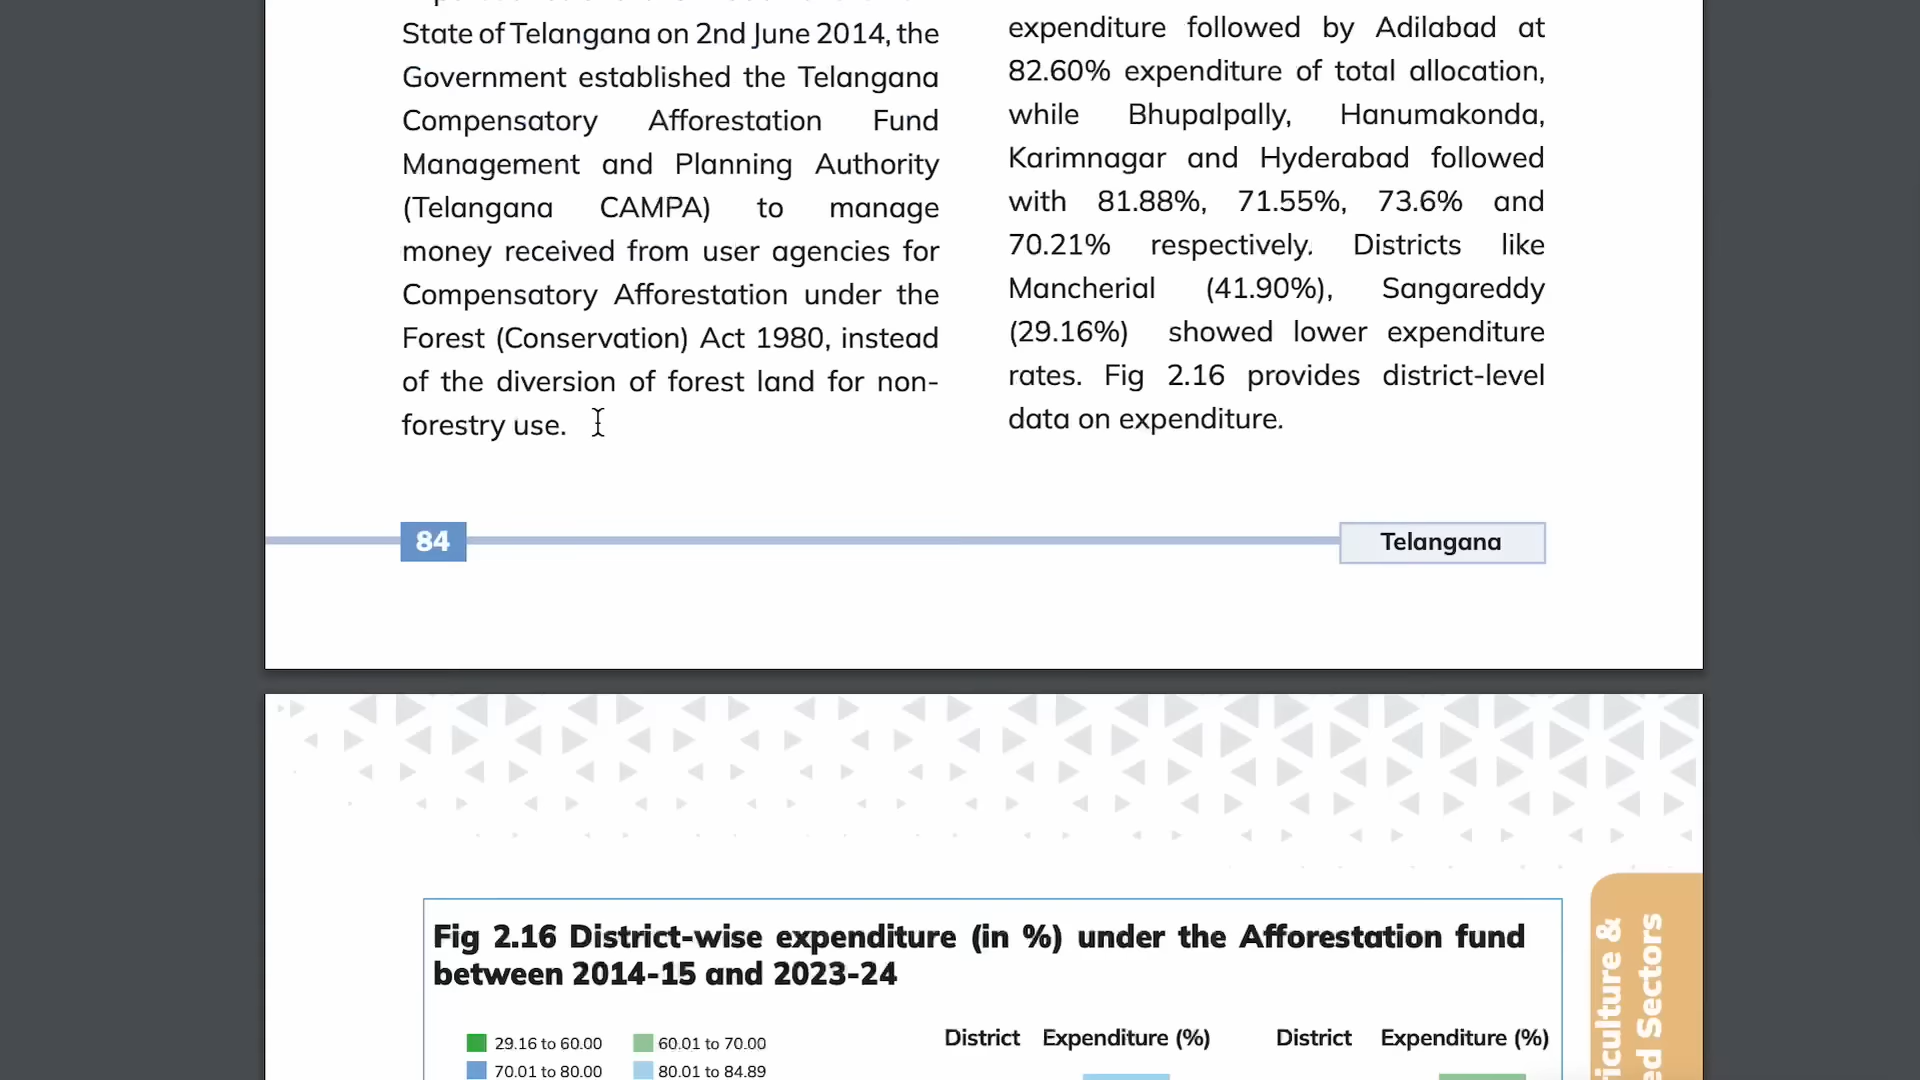 State of Telangana on 2nd June 2014, the
Government established the Telangana
Compensatory Afforestation Fund
Management and Planning Authority
(Telangana CAMPA) to manage
money received from user agencies for
Compensatory Afforestation under the
Forest (Conservation) Act 1980, instead
of the diversion of forest land for non-
forestry use.
expenditure followed by Adilabad at
82.60% expenditure of total allocation,
while Bhupalpally, Hanumakonda,
Karimnagar and Hyderabad followed
with 81.88%, 71.55%, 73.6% and
70.21% respectively. Districts like
Mancherial (41.90%), Sangareddy
(29.16%) showed lower expenditure
rates. Fig 2.16 provides district-level
data on expenditure.
84
Telangana
Fig 2.16 District-wise expenditure (in %) under the Afforestation fund
between 2014-15 and 2023-24
29.16 to 60.00
60.01 to 70.00
70.01 to 80.00
80.01 to 84.89
District Expenditure (%) District Expenditure (%)